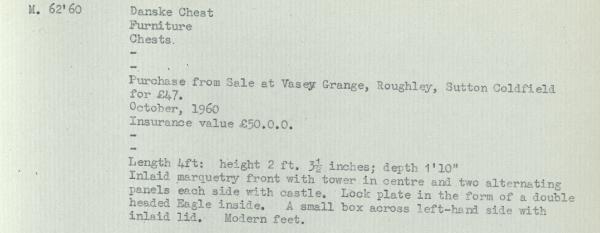 M. 62'60 Danske Chest
Furniture
Chests.
-
-
Purchase from Sale at Vasey Grange, Roughley, Sutton Coldfield
for £47.
October, 1960
Insurance value £50.0.0.
-
-
Length 4ft: height 2 ft. 3½ inches; depth 1'10"
Inlaid marquetry front with tower in centre and two alternating
panels each side with castle. Lock plate in the form of a double
headed Eagle inside. A small box across left-hand side with
inlaid lid. Modern feet.